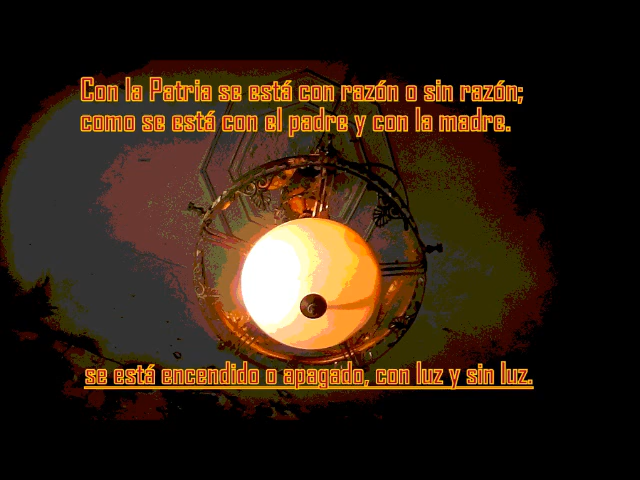 Con la Patria se está con razón o sin razón;
como se está con el padre y con la madre.
se está encendido o apagado, con luz y sin luz.